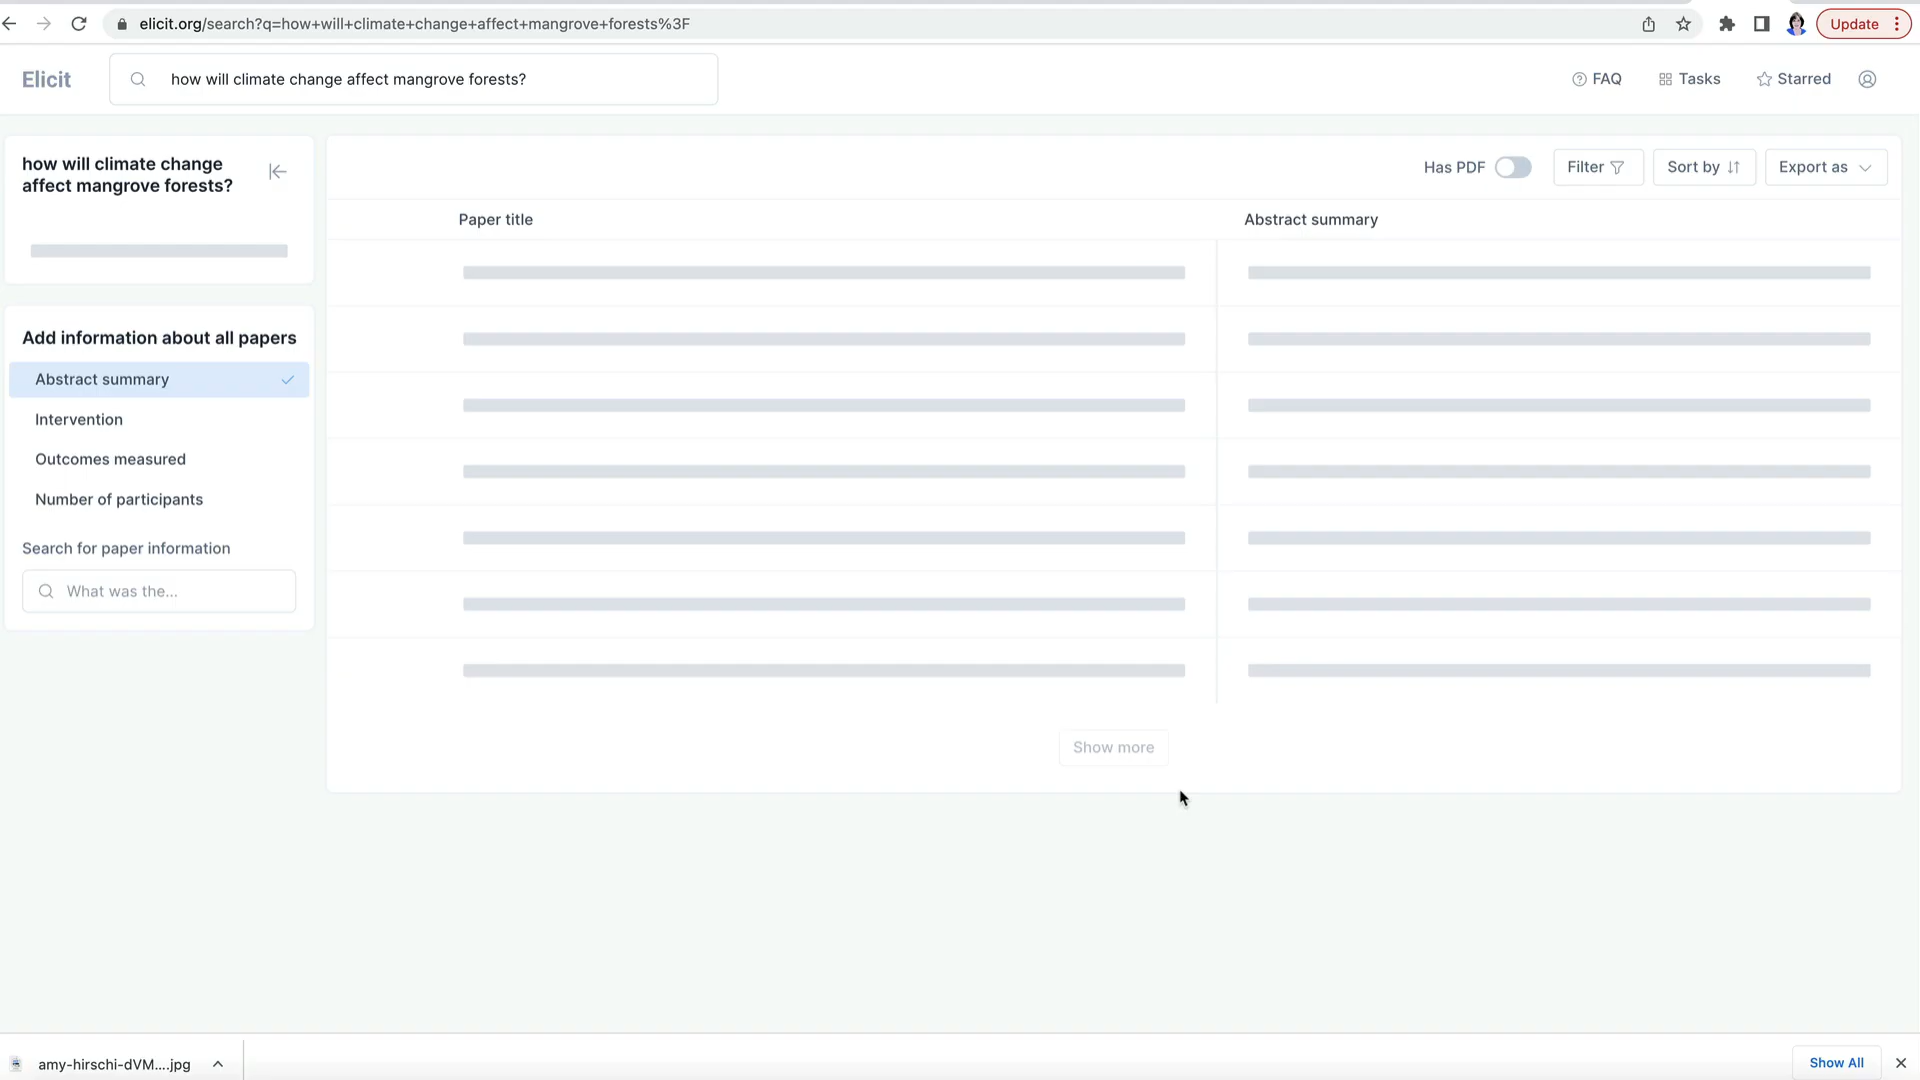 elicit.org/search?q=how+will+climate+change+affect+mangrove+forests%3F
Update
Elicit
how will climate change affect mangrove forests?
FAQ
Tasks
Starred
how will climate change
affect mangrove forests?
Has PDF
Filter
Sort by
Export as
Paper title
Abstract summary
Add information about all papers
Abstract summary
Intervention
Outcomes measured
Number of participants
Search for paper information
What was the...
Show more
amy-hirschi-dVM....jpg
Show All